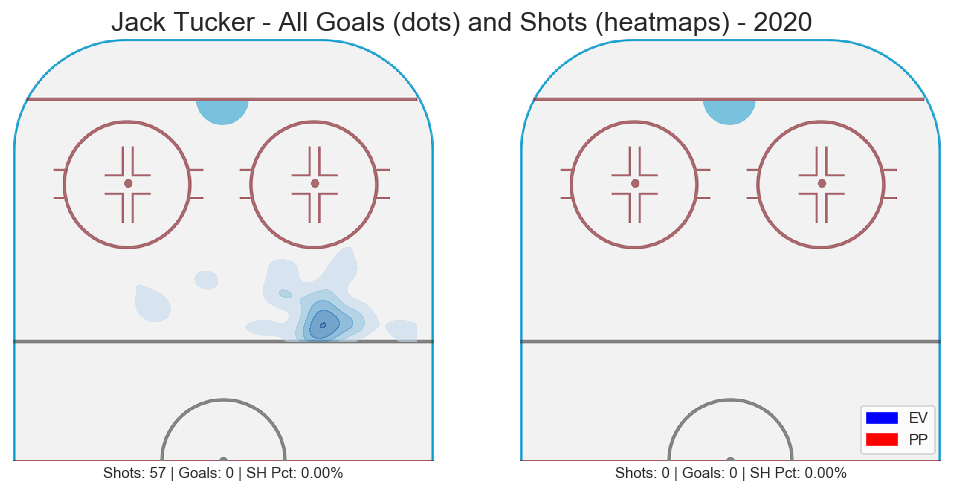 Jack Tucker - All Goals (dots) and Shots (heatmaps) - 2020
EV
PP
Shots: 57 | Goals: 0 | SH Pct: 0.00%
Shots: 0 | Goals: 0 | SH Pct: 0.00%